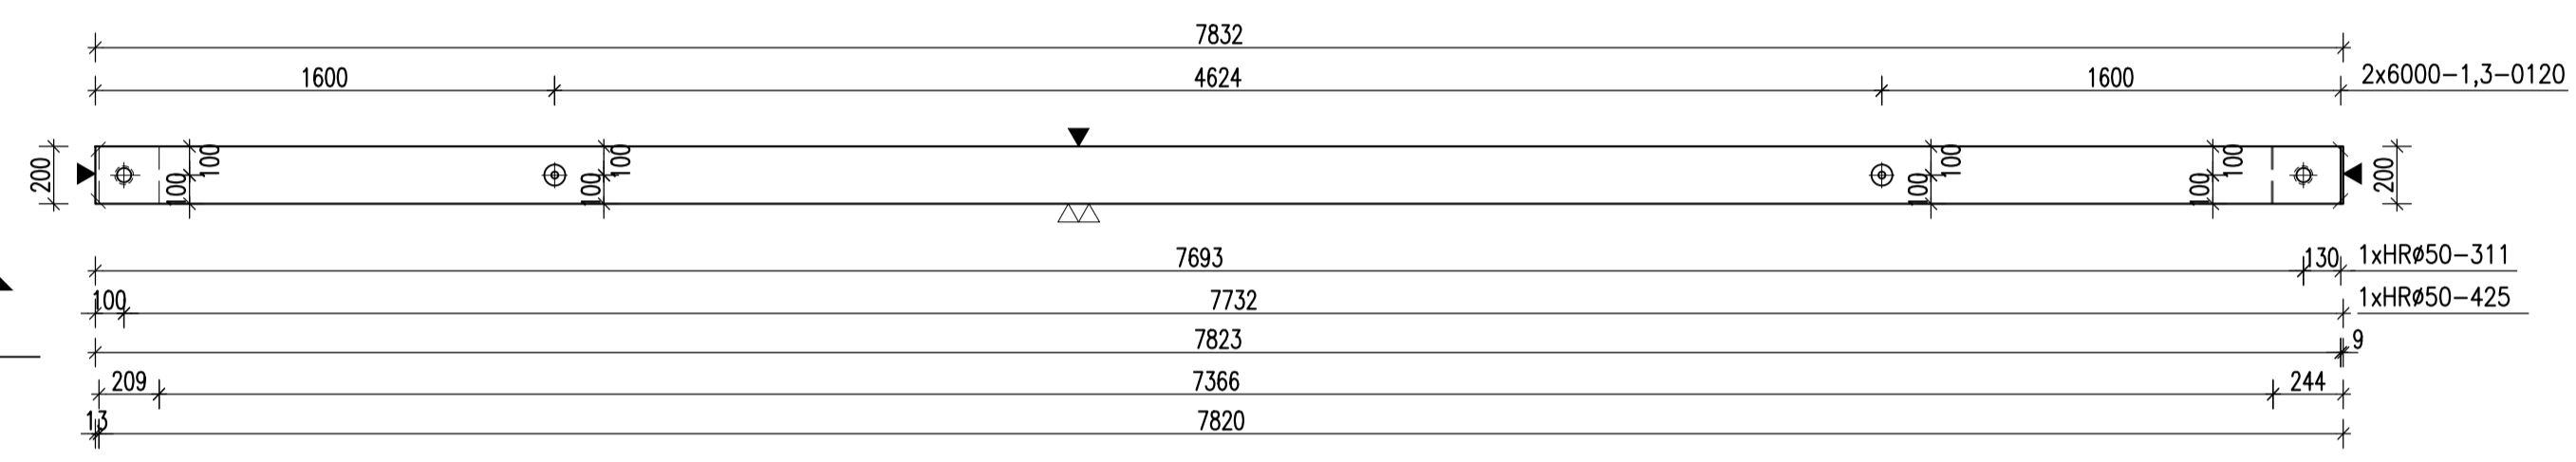 7832
1600 4624 1600 2x6000-1,3-0120
200 100 100 100 100 100 100 100 100 200
7693 130 1xHRø50-311
100 7732 1xHRø50-425
7823 9
209 7366 244
13 7820